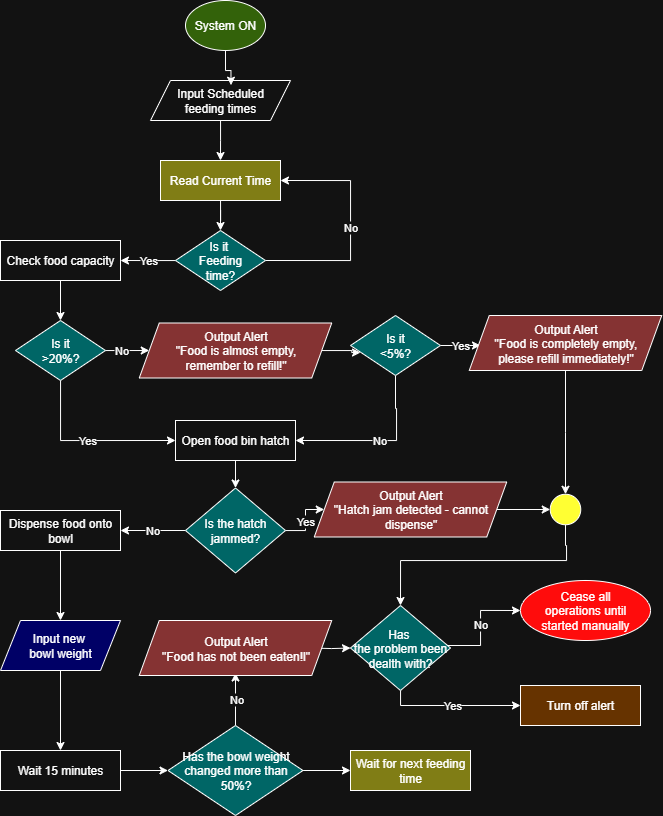 System ON
Input Scheduled
feeding times
Read Current Time
No
Is it
Feeding
time?
Yes
Check food capacity
Is it
>20%?
No
Output Alert
"Food is almost empty,
remember to refill!"
Is it
<5%?
Yes
Output Alert
"Food is completely empty,
please refill immediately!"
Yes
Open food bin hatch
No
Is the hatch
jammed?
Yes
Output Alert
"Hatch jam detected - cannot
dispense"
No
Dispense food onto
bowl
Input new
bowl weight
Output Alert
"Food has not been eaten!!"
Has
the problem been
dealth with?
No
Cease all
operations until
started manually
Yes
Turn off alert
No
Wait 15 minutes
Has the bowl weight
changed more than
50%?
Wait for next feeding
time